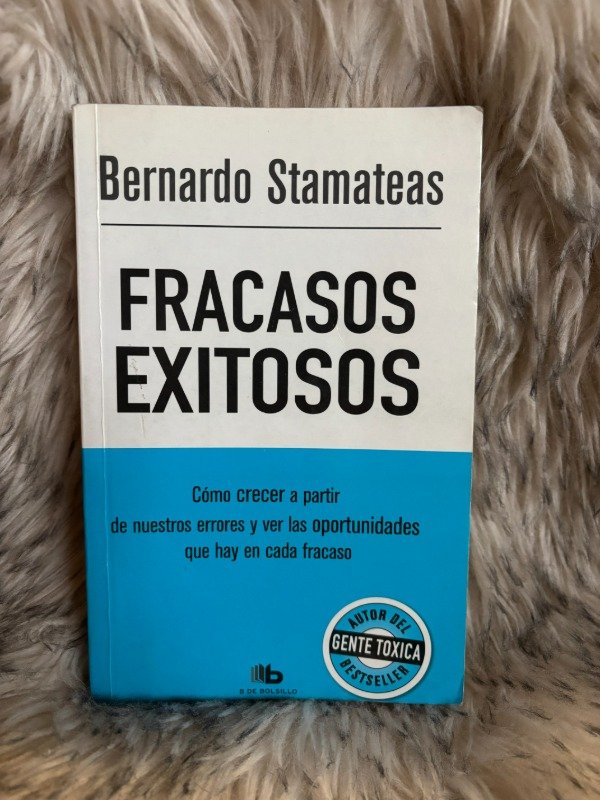 Bernardo Stamateas
FRACASOS
EXITOSOS
Cómo crecer a partir
de nuestros errores y ver las oportunidades
que hay en cada fracaso
AUTOR DEL
GENTE TOXICA
BESTSELLER
b
B DE BOLSILLO